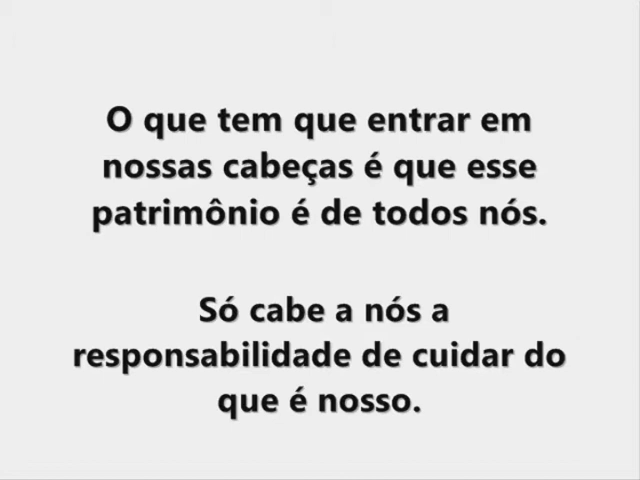 O que tem que entrar em
nossas cabeças é que esse
patrimônio é de todos nós.
Só cabe a nós a
responsabilidade de cuidar do
que é nosso.